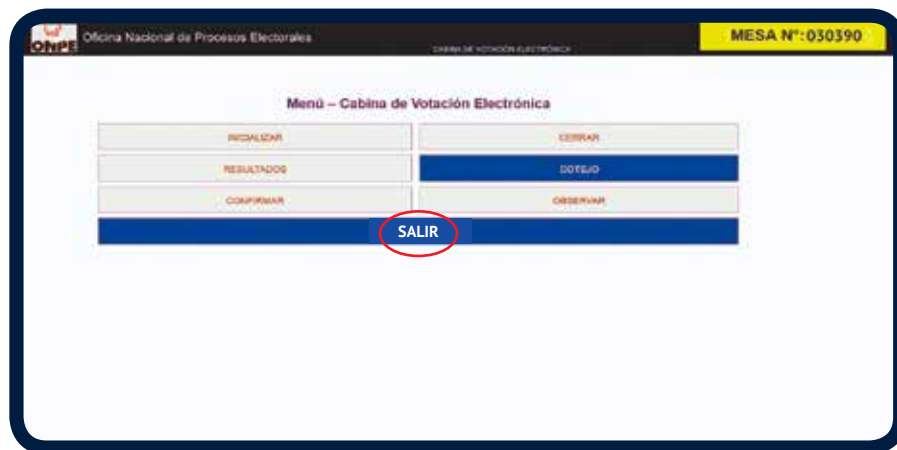 ONPE Oficina Nacional de Procesos Electorales
CABINA DE VOTACIÓN ELECTRÓNICA
MESA N°:030390
Menú – Cabina de Votación Electrónica
INICIALIZAR CERRAR
RESULTADOS COTEJO
CONFIRMAR OBSERVAR
SALIR